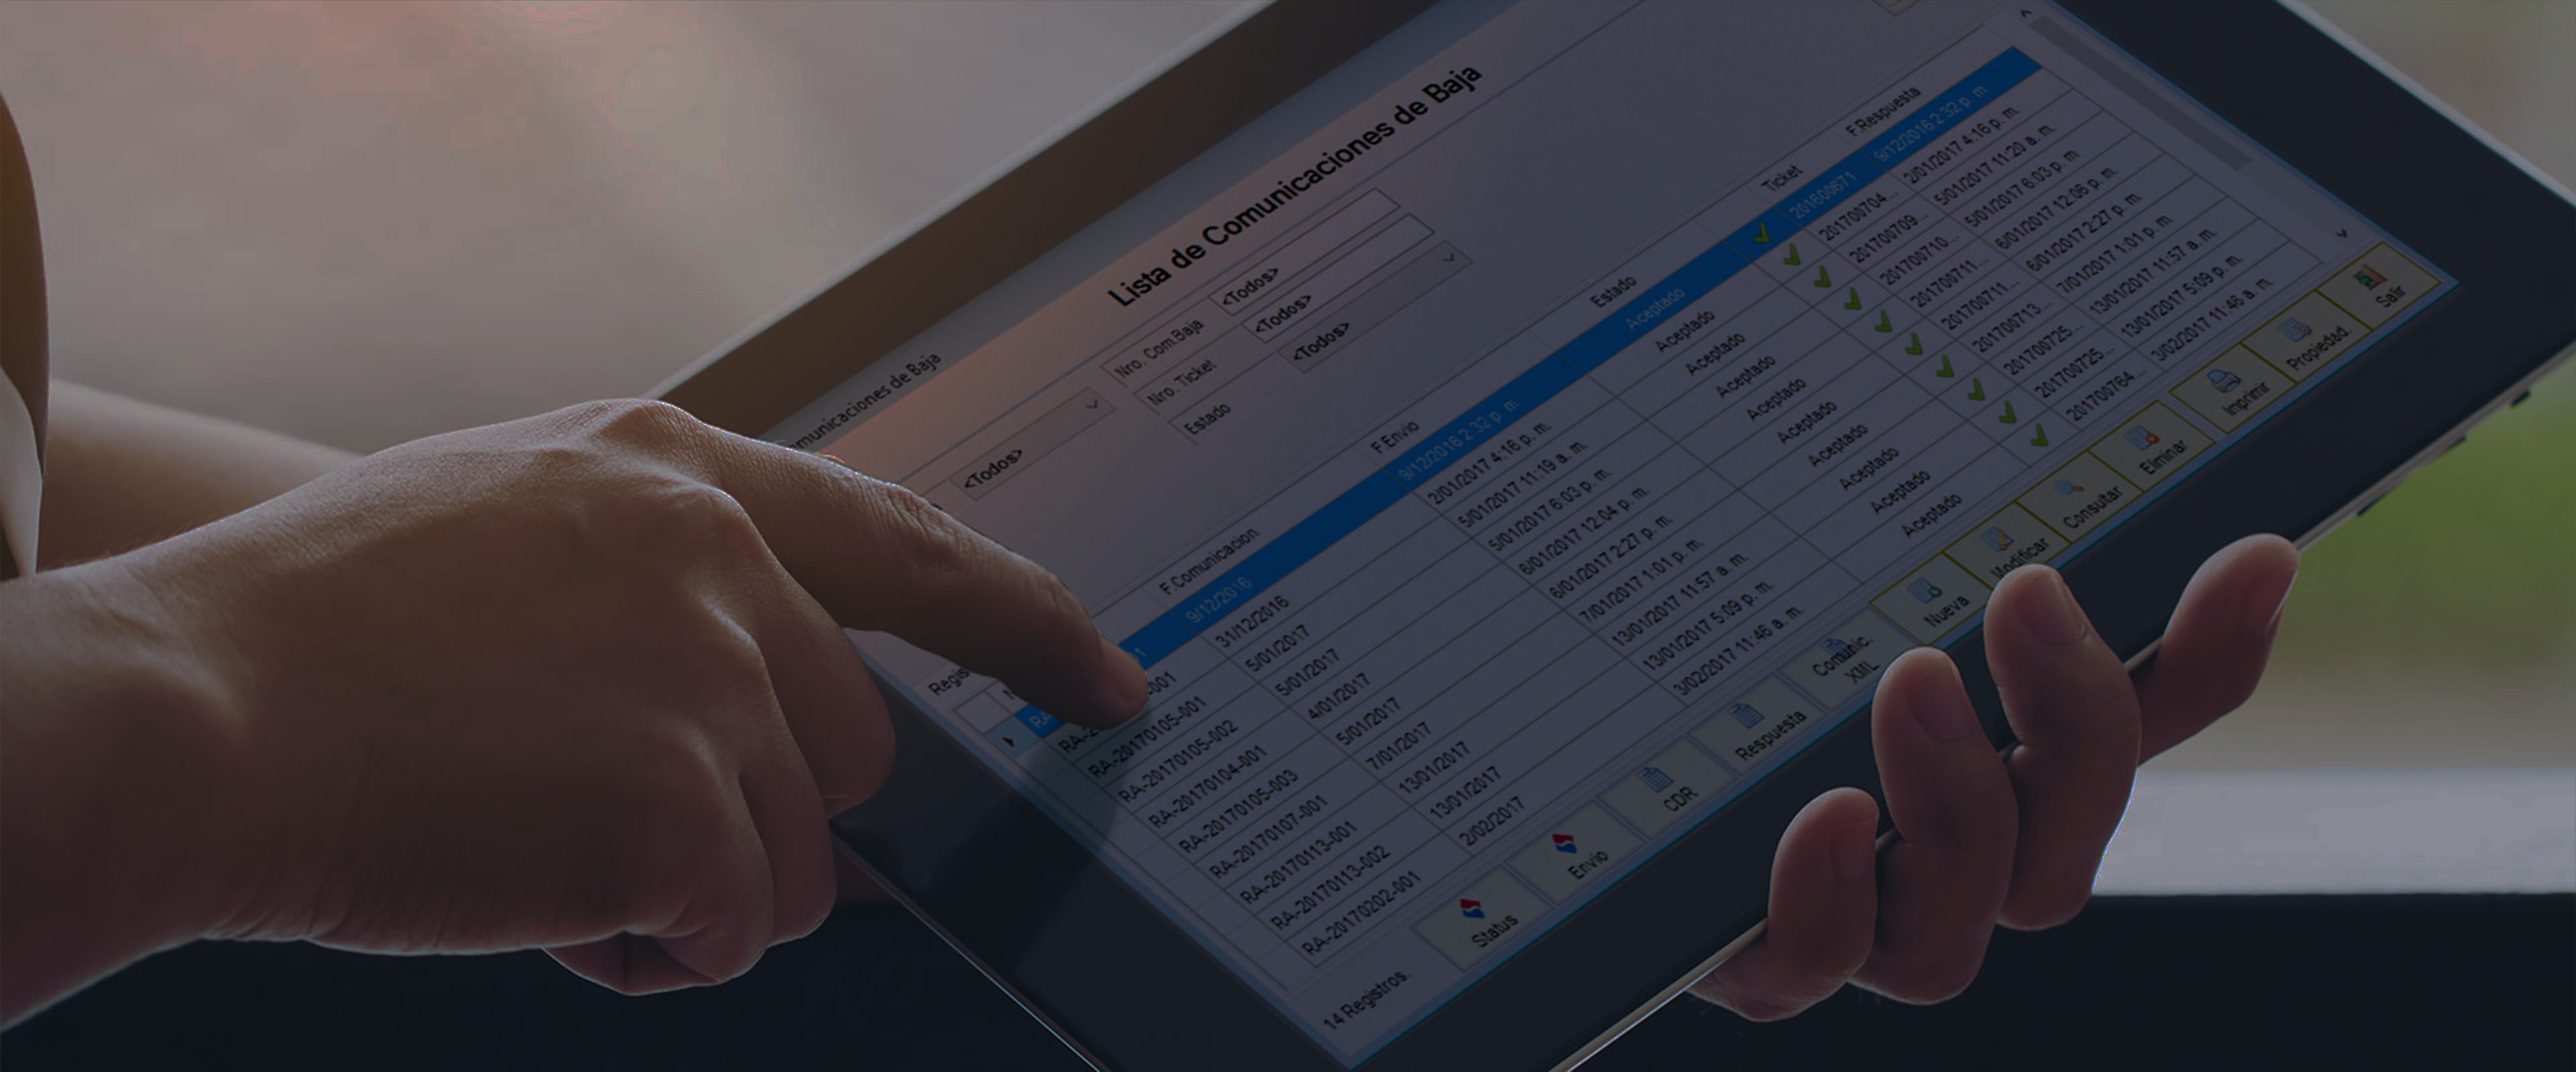 Comunicaciones de Baja
Lista de Comunicaciones de Baja
<Todos> Nro. Com.Baja <Todos>
Nro. Ticket <Todos>
Estado <Todos>
F.Comunicacion F.Envio Estado Ticket F.Respuesta
9/12/2016 9/12/2016 2:32 p. m. Aceptado 201600671... 9/12/2016 2:32 p. m
31/12/2016 2/01/2017 4:16 p. m. Aceptado 201700704... 2/01/2017 4:16 p. m.
RA-20170105-001 5/01/2017 5/01/2017 11:19 a. m. Aceptado 201700709... 5/01/2017 11:20 a. m.
RA-20170105-002 5/01/2017 5/01/2017 6:03 p. m. Aceptado 201700710... 5/01/2017 6:03 p. m
RA-20170104-001 4/01/2017 6/01/2017 12:04 p. m. Aceptado 201700711... 6/01/2017 12:06 p. m.
RA-20170105-003 5/01/2017 6/01/2017 2:27 p. m. Aceptado 201700711... 6/01/2017 2:27 p. m.
RA-20170107-001 7/01/2017 7/01/2017 1:01 p. m. Aceptado 201700713... 7/01/2017 1:01 p. m.
RA-20170113-001 13/01/2017 13/01/2017 11:57 a. m. Aceptado 201700725... 13/01/2017 11:57 a. m.
RA-20170113-002 13/01/2017 13/01/2017 5:09 p. m. Aceptado 201700725. 13/01/2017 5:09 p. m.
RA-20170202-001 2/02/2017 3/02/2017 11:46 a. m. Aceptado 201700764... 3/02/2017 11:46 a. m.
14 Registros. Status Envio CDR Respuesta Comunic. XML Nueva Modificar Consultar Eliminar Imprimir Propiedad.. Salir